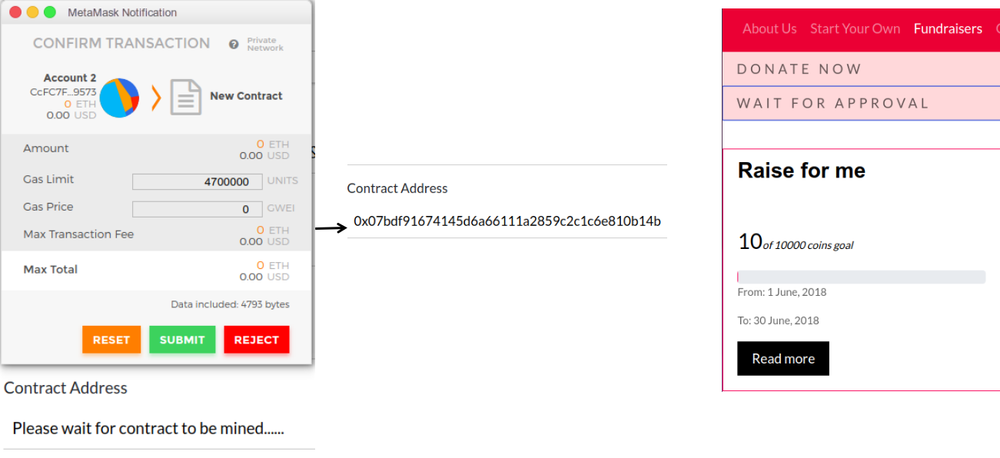 MetaMask Notification
CONFIRM TRANSACTION ? Private Network
Account 2
CcFC7F...9573
0 ETH
0.00 USD
New Contract
Amount 0 ETH
0.00 USD
Gas Limit 4700000 UNITS
Gas Price 0 GWEI
Max Transaction Fee 0 ETH
0.00 USD
Max Total 0 ETH
0.00 USD
Data included: 4793 bytes
RESET SUBMIT REJECT
Contract Address
Please wait for contract to be mined......
Contract Address
0x07bdf91674145d6a66111a2859c2c1c6e810b14b
About Us Start Your Own Fundraisers
DONATE NOW
WAIT FOR APPROVAL
Raise for me
10 of 10000 coins goal
From: 1 June, 2018
To: 30 June, 2018
Read more